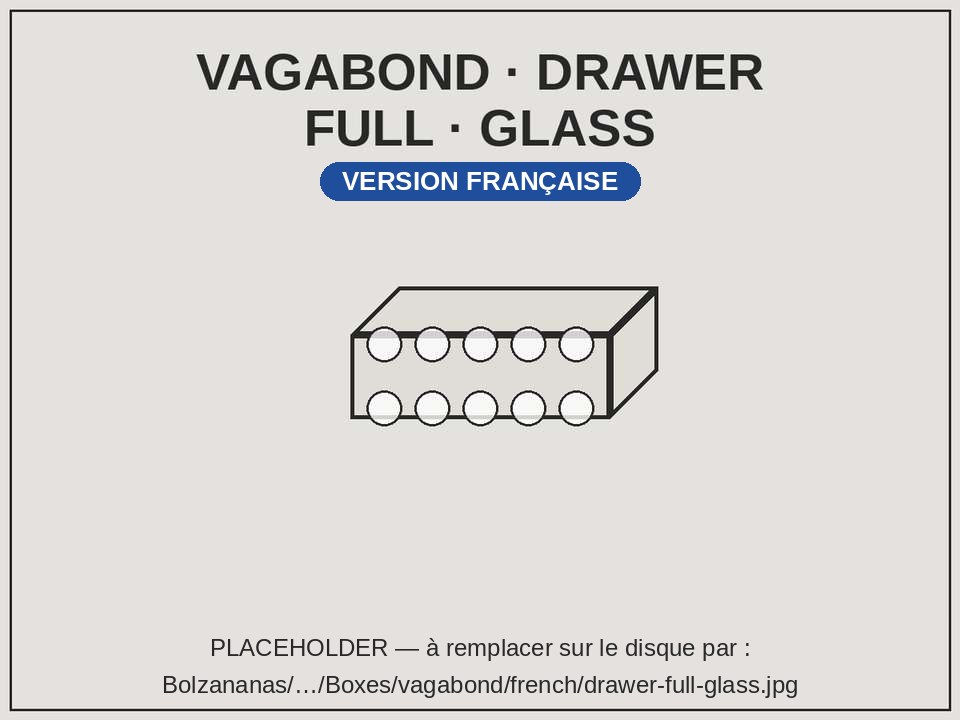 VAGABOND · DRAWER
FULL · GLASS
VERSION FRANÇAISE
PLACEHOLDER — à remplacer sur le disque par :
Bolzananas/…/Boxes/vagabond/french/drawer-full-glass.jpg